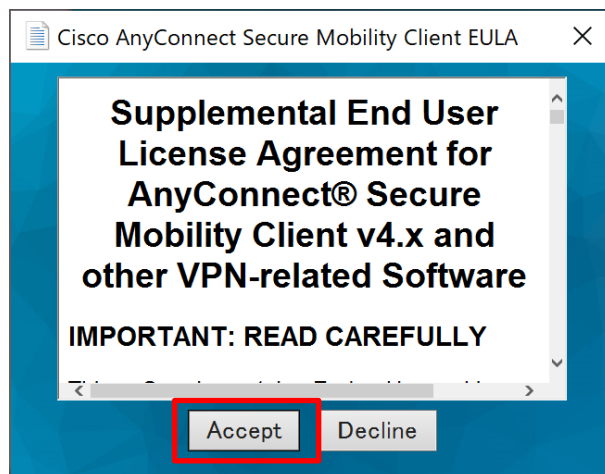 Cisco AnyConnect Secure Mobility Client EULA
Supplemental End User
License Agreement for
AnyConnect® Secure
Mobility Client v4.x and
other VPN-related Software
IMPORTANT: READ CAREFULLY
Accept
Decline